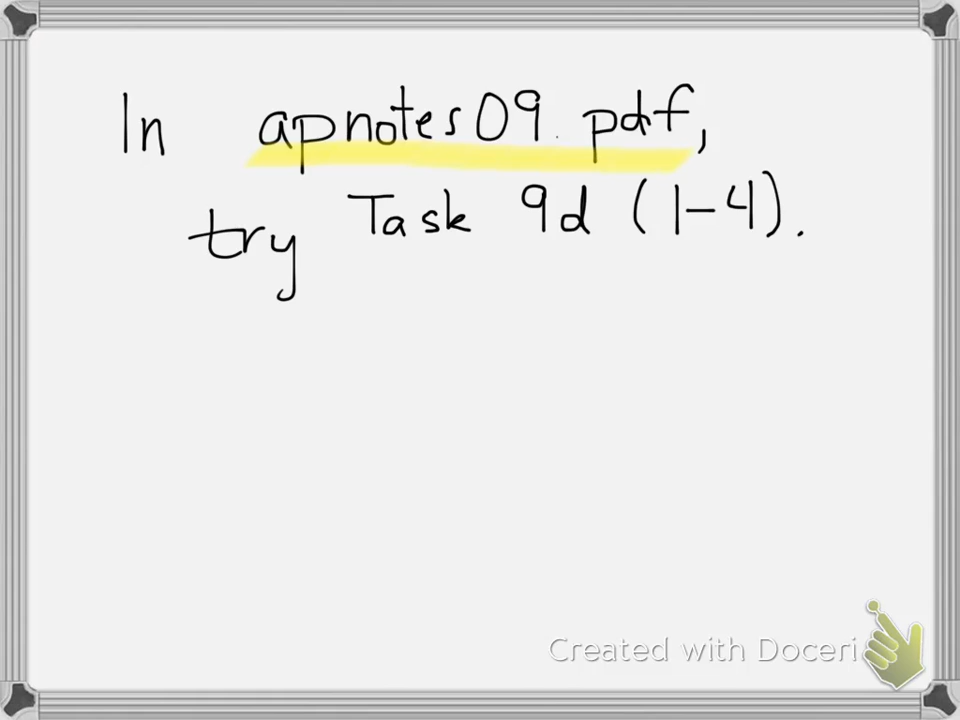 In apnotes09.pdf,
try Task 9d (1-4).
Created with Doceri